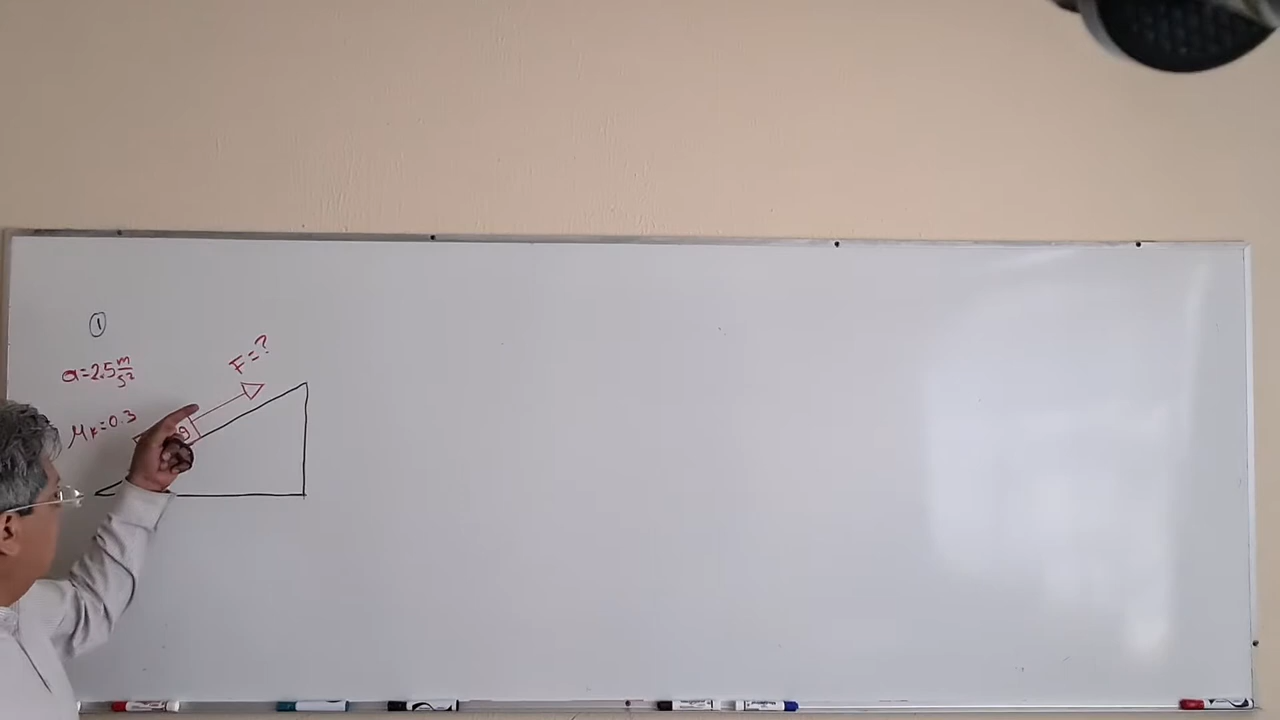 ①
a=2.5 m/s²
F=?
μk=0.3
g